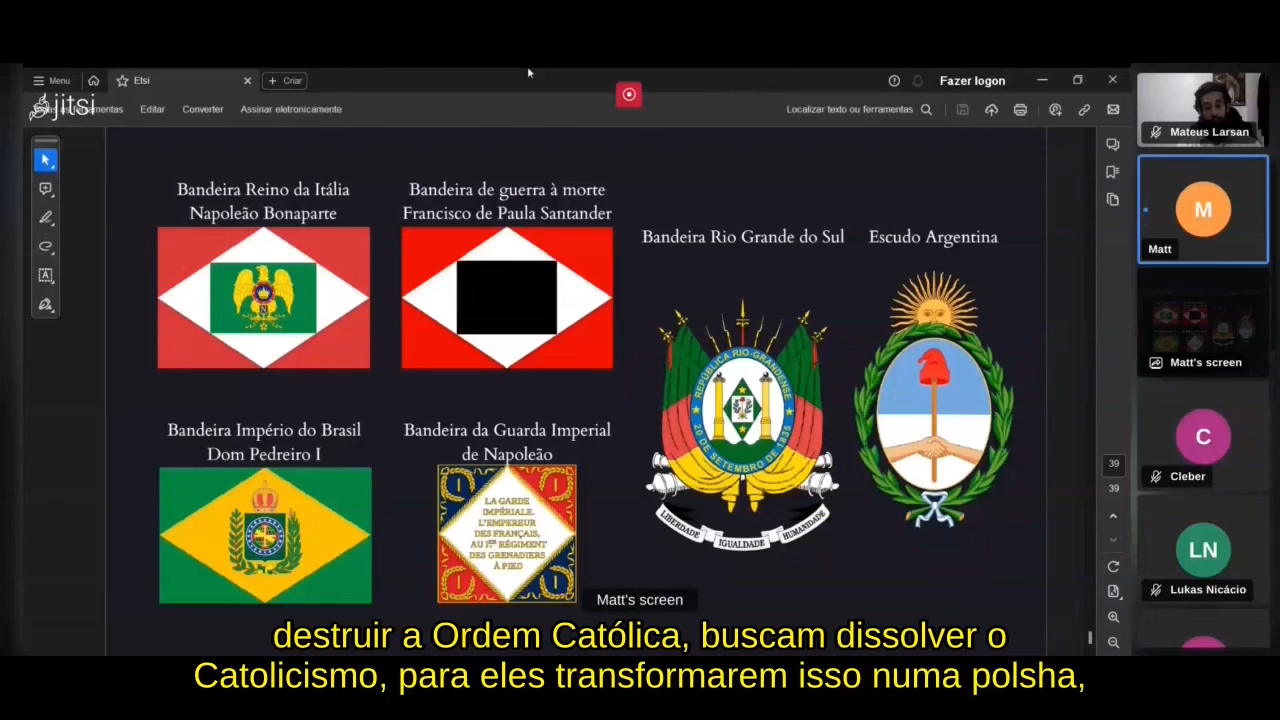 Menu
Etsi
Criar
Fazer logon
jitsi
Editar
Converter
Assinar eletronicamente
Localizar texto ou ferramentas
Bandeira Reino da Itália
Napoleão Bonaparte
Bandeira de guerra à morte
Francisco de Paula Santander
Bandeira Rio Grande do Sul
Escudo Argentina
N
REPÚBLICA RIO-GRANDENSE
20 DE SETEMBRO DE 1835
LIBERDADE
IGUALDADE
HUMANIDADE
Bandeira Império do Brasil
Dom Pedreiro I
Bandeira da Guarda Imperial
de Napoleão
LA GARDE
IMPÉRIALE.
L'EMPEREUR
DES FRANÇAIS,
AU 1ER RÉGIMENT
DES GRENADIERS
À PIED
Matt's screen
39
39
Mateus Larsan
M
Matt
Matt's screen
C
Cleber
LN
Lukas Nicácio
destruir a Ordem Católica, buscam dissolver o
Catolicismo, para eles transformarem isso numa polsha,